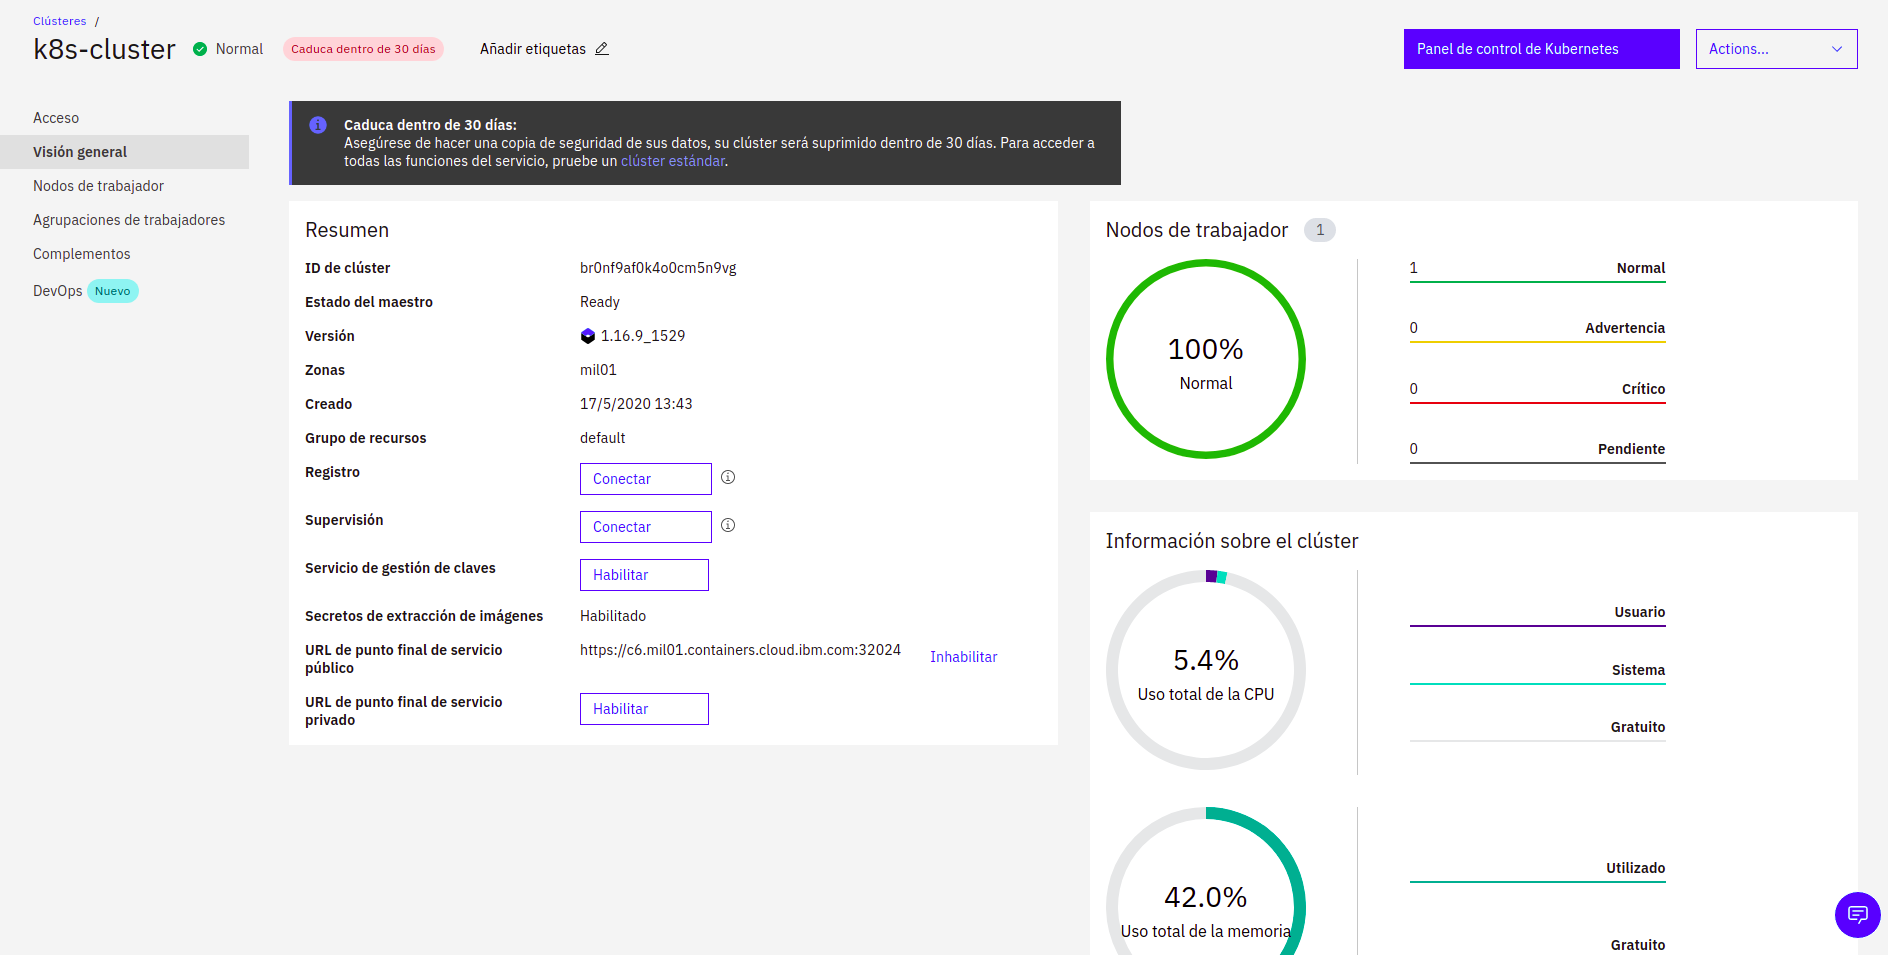 Clústeres /
k8s-cluster
Normal
Caduca dentro de 30 días
Añadir etiquetas
Panel de control de Kubernetes
Actions...
Acceso
Visión general
Nodos de trabajador
Agrupaciones de trabajadores
Complementos
DevOps Nuevo
Caduca dentro de 30 días:
Asegúrese de hacer una copia de seguridad de sus datos, su clúster será suprimido dentro de 30 días. Para acceder a
todas las funciones del servicio, pruebe un clúster estándar.
Resumen
ID de clúster br0nf9af0k4o0cm5n9vg
Estado del maestro Ready
Versión 1.16.9_1529
Zonas mil01
Creado 17/5/2020 13:43
Grupo de recursos default
Registro Conectar
Supervisión Conectar
Servicio de gestión de claves Habilitar
Secretos de extracción de imágenes Habilitado
URL de punto final de servicio
público
https://c6.mil01.containers.cloud.ibm.com:32024
Inhabilitar
URL de punto final de servicio
privado
Habilitar
Nodos de trabajador 1
100%
Normal
1 Normal
0 Advertencia
0 Crítico
0 Pendiente
Información sobre el clúster
5.4%
Uso total de la CPU
Usuario
Sistema
Gratuito
42.0%
Uso total de la memoria
Utilizado
Gratuito